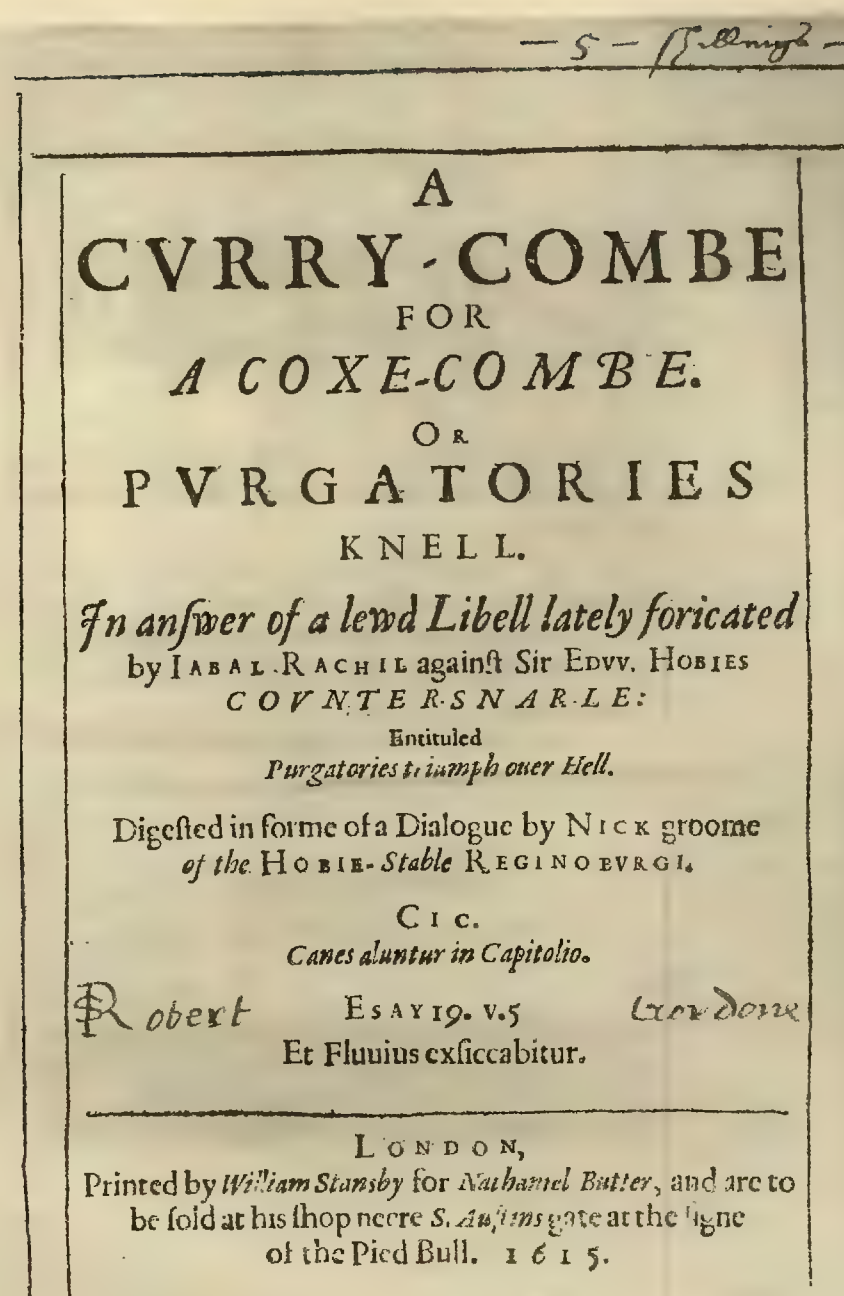 — 5 —
A
CVRRY-COMBE
FOR
A COXE-COMBE.
OR
PVRGATORIES
KNELL.
In anſwer of a lewd Libell lately foricated
by IABAL RACHIL againſt Sir EDVV. HOBIES
COVNTER-SNARLE:
Entituled
Purgatories triumph ouer Hell.
Digeſted in forme of a Dialogue by NICK groome
of the HOBIE-Stable REGINOBVRGI.
CIC.
Canes aluntur in Capitolio.
Robert ESAY 19. v.5 Gordone
Et Fluuius exſiccabitur.
LONDON,
Printed by William Stansby for Nathaniel Butter, and are to
be ſold at his ſhop neere S. Auſtins gate at the ſigne
of the Pied Bull. 1615.